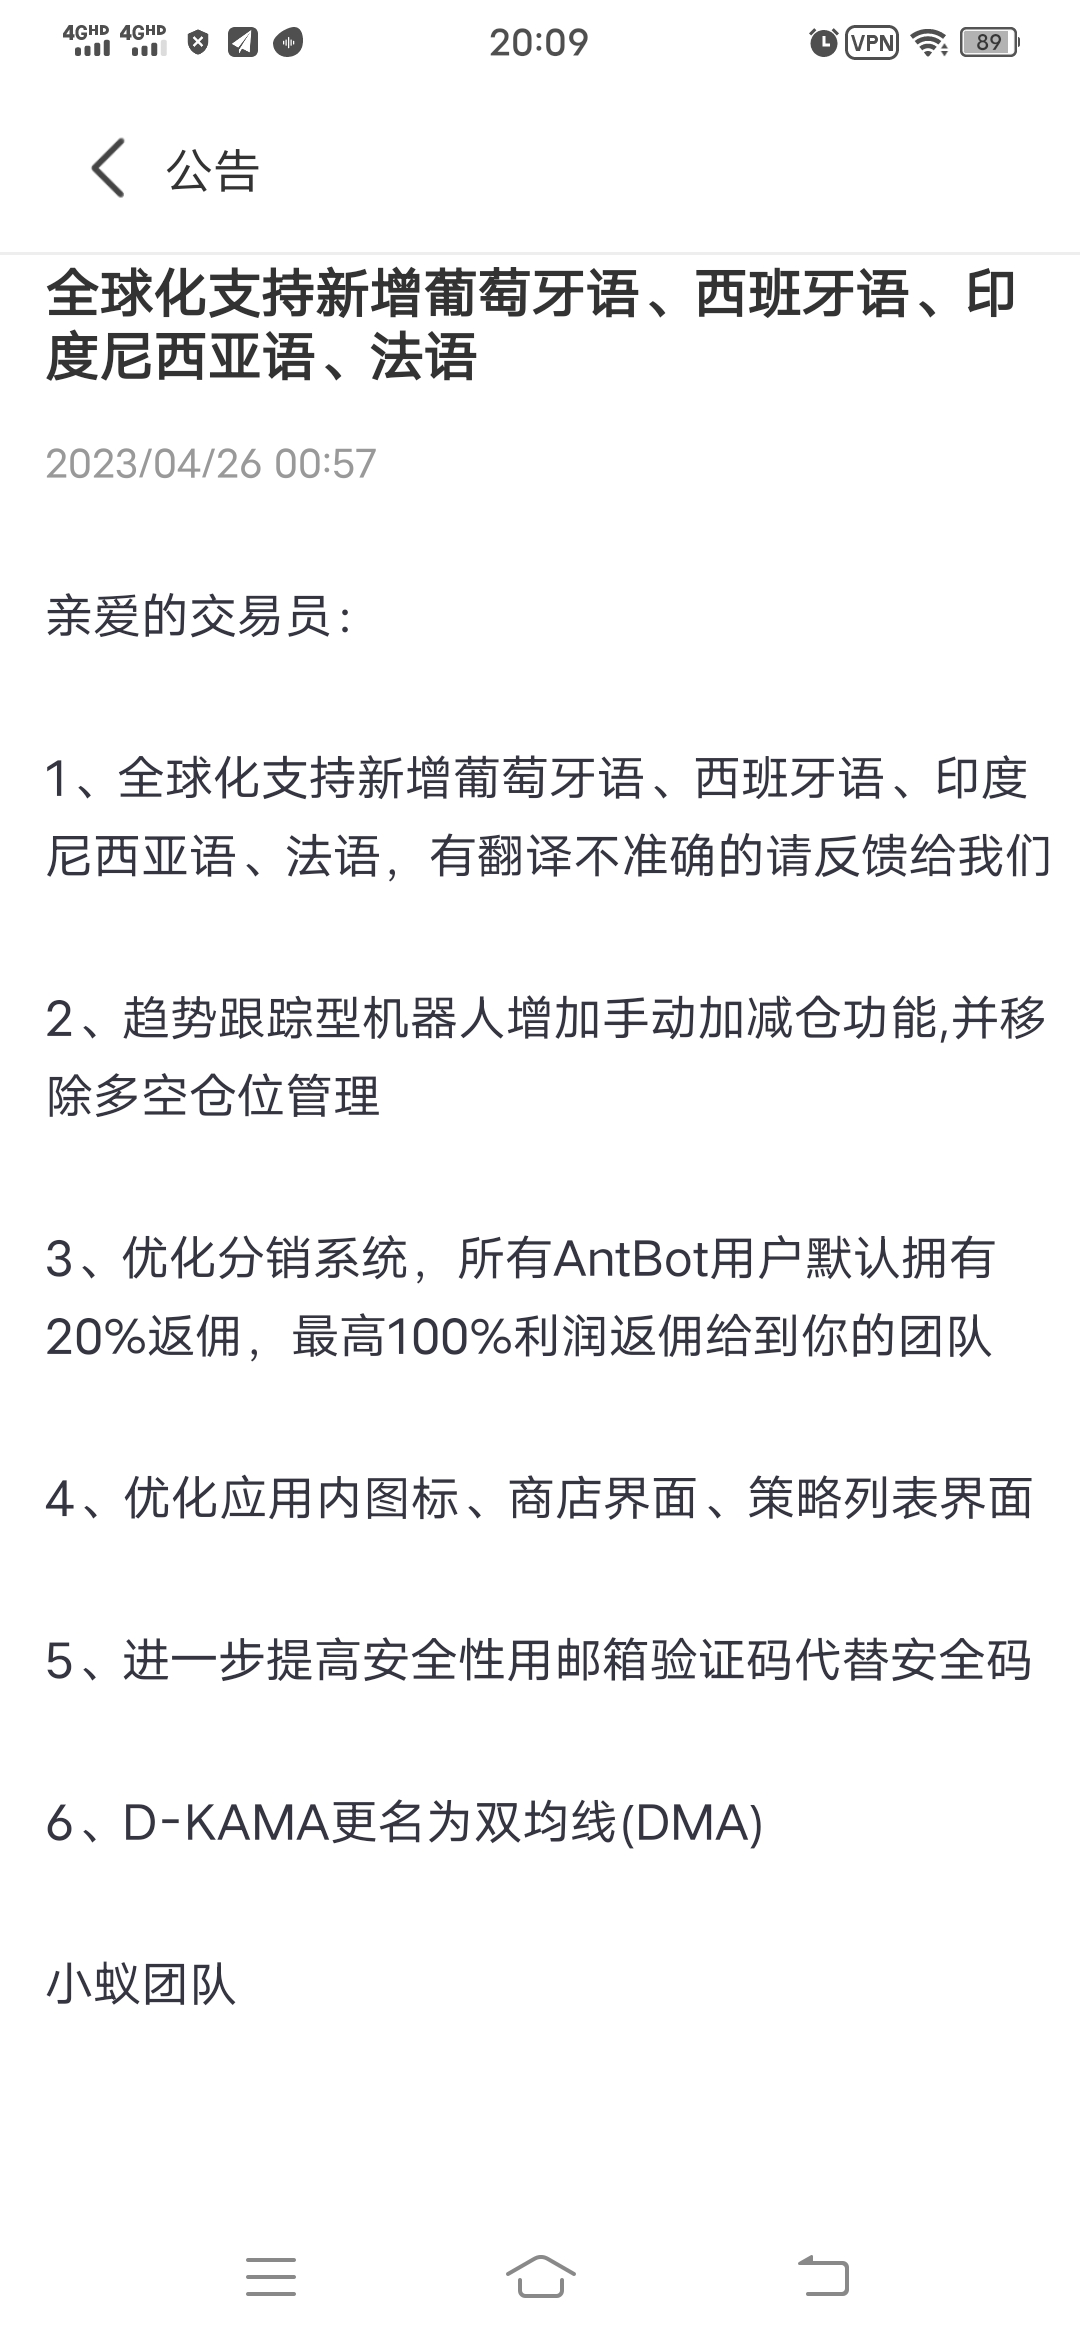 4GHD 4GHD 20:09 VPN 89
公告
全球化支持新增葡萄牙语、西班牙语、印
度尼西亚语、法语
2023/04/26 00:57
亲爱的交易员：
1、全球化支持新增葡萄牙语、西班牙语、印度
尼西亚语、法语，有翻译不准确的请反馈给我们
2、趋势跟踪型机器人增加手动加减仓功能,并移
除多空仓位管理
3、优化分销系统，所有AntBot用户默认拥有
20%返佣，最高100%利润返佣给到你的团队
4、优化应用内图标、商店界面、策略列表界面
5、进一步提高安全性用邮箱验证码代替安全码
6、D-KAMA更名为双均线(DMA)
小蚁团队